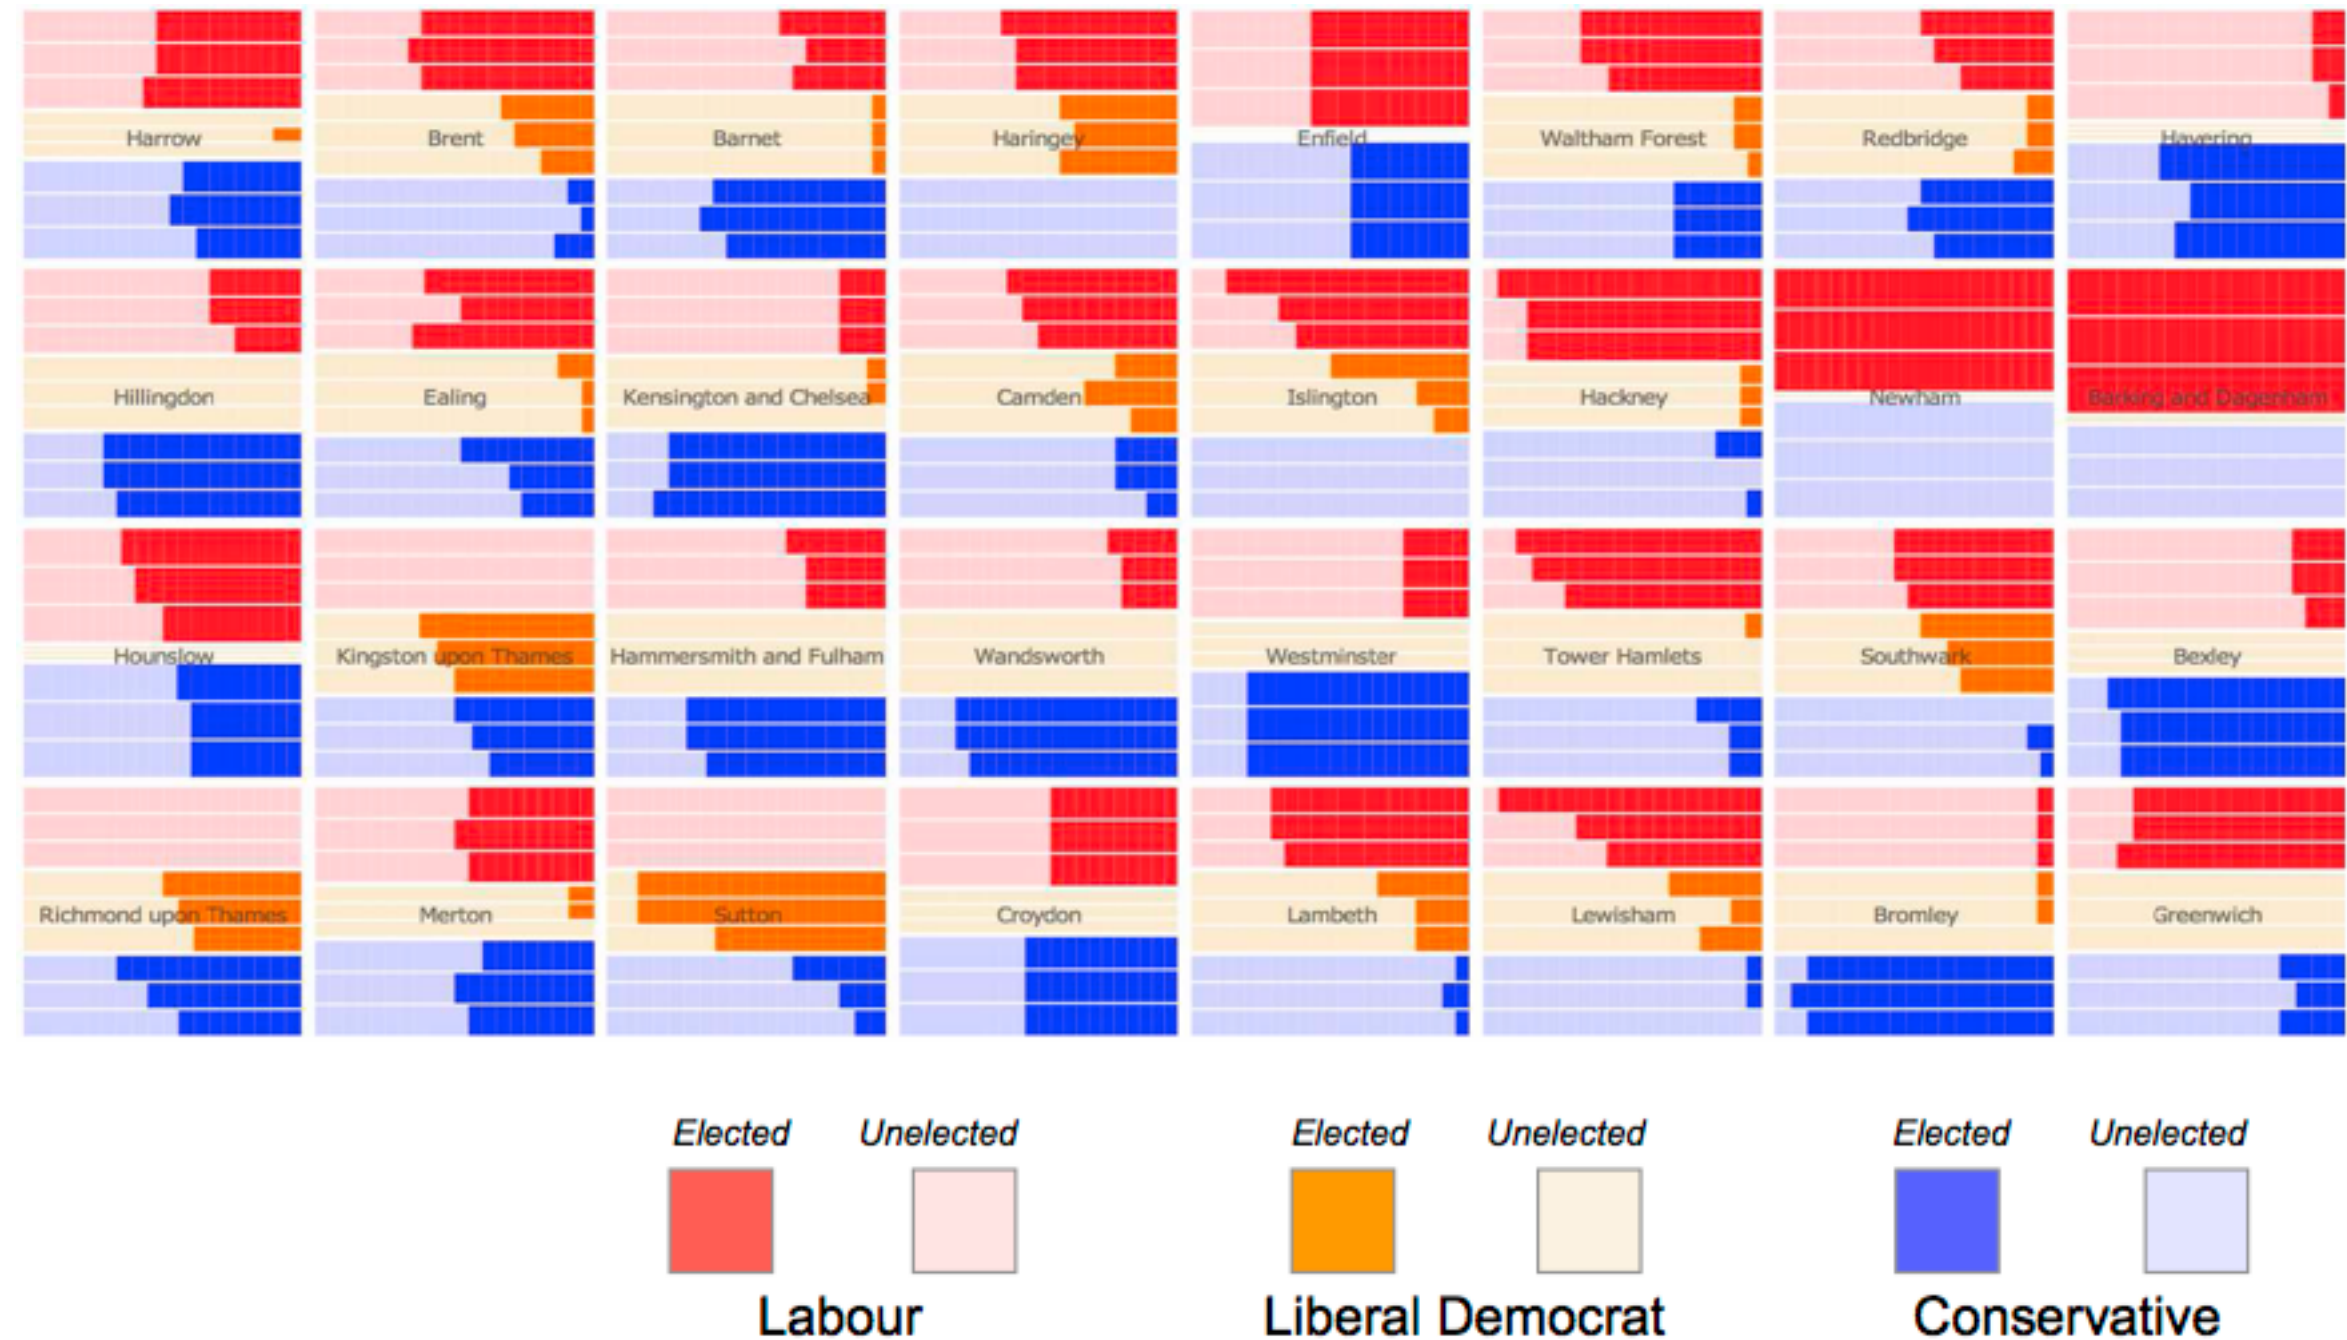 Harrow Brent Barnet Haringey Enfield Waltham Forest Redbridge Havering
Hillingdon Ealing Kensington and Chelsea Camden Islington Hackney Newham Barking and Dagenham
Hounslow Kingston upon Thames Hammersmith and Fulham Wandsworth Westminster Tower Hamlets Southwark Bexley
Richmond upon Thames Merton Sutton Croydon Lambeth Lewisham Bromley Greenwich
Elected Unelected Elected Unelected Elected Unelected
Labour Liberal Democrat Conservative